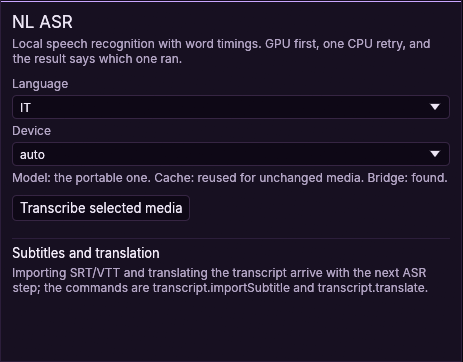 NL ASR
Local speech recognition with word timings. GPU first, one CPU retry, and
the result says which one ran.
Language
IT
Device
auto
Model: the portable one. Cache: reused for unchanged media. Bridge: found.
Transcribe selected media
Subtitles and translation
Importing SRT/VTT and translating the transcript arrive with the next ASR
step; the commands are transcript.importSubtitle and transcript.translate.